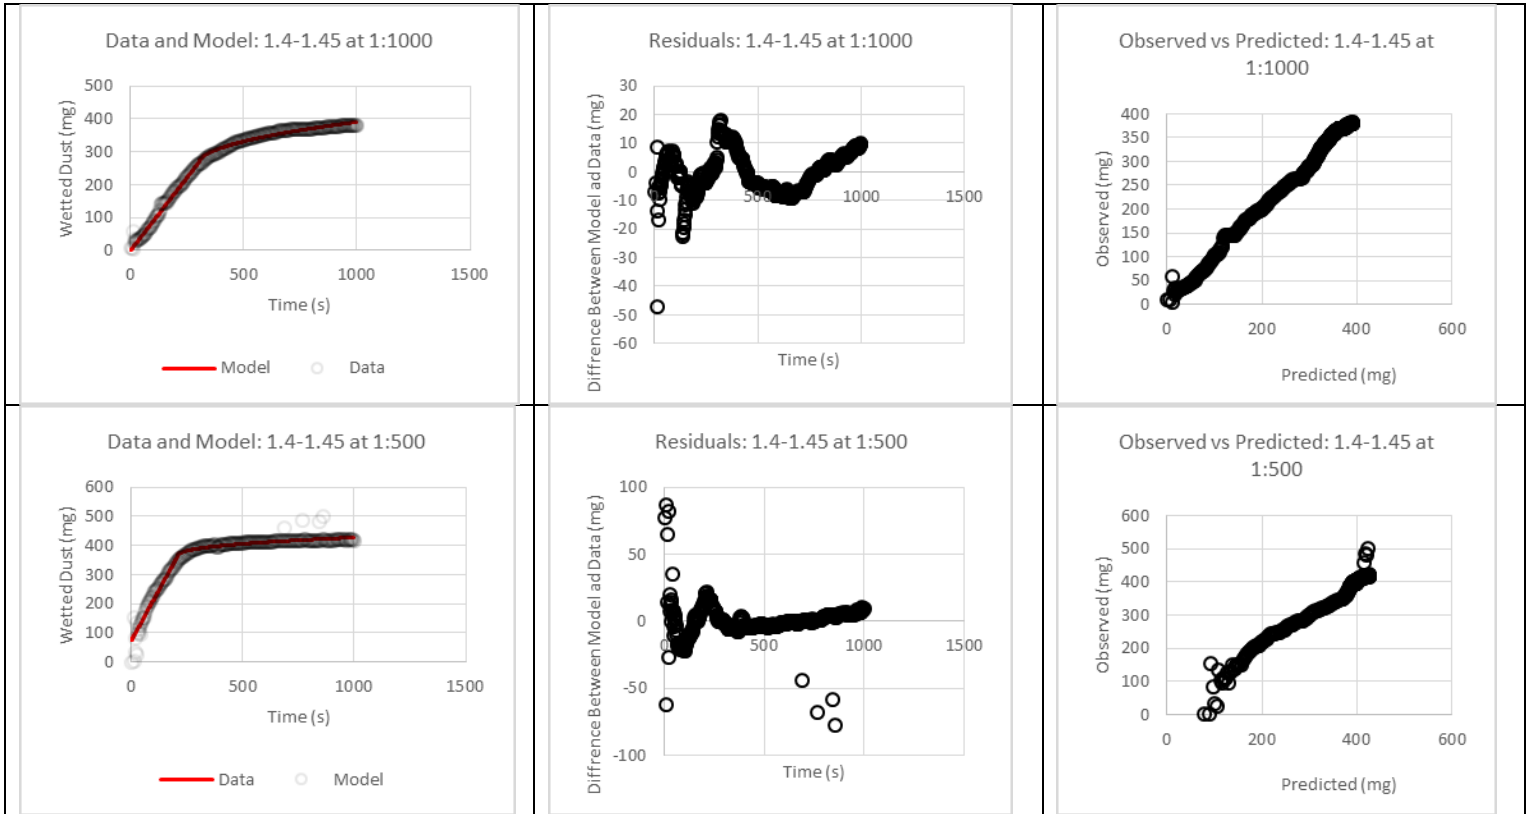 Data and Model: 1.4-1.45 at 1:1000
500
400
300
200
100
0
Wetted Dust (mg)
0 500 1000 1500
Time (s)
Model Data
Residuals: 1.4-1.45 at 1:1000
30
20
10
0
-10
-20
-30
-40
-50
-60
Diffrence Between Model ad Data (mg)
500 1000 1500
Time (s)
Observed vs Predicted: 1.4-1.45 at
1:1000
400
350
300
250
200
150
100
50
0
Observed (mg)
0 200 400 600
Predicted (mg)
Data and Model: 1.4-1.45 at 1:500
600
500
400
300
200
100
0
Wetted Dust (mg)
0 500 1000 1500
Time (s)
Data Model
Residuals: 1.4-1.45 at 1:500
100
50
0
-50
-100
Diffrence Between Model ad Data (mg)
0 500 1000 1500
Time (s)
Observed vs Predicted: 1.4-1.45 at
1:500
600
500
400
300
200
100
0
Observed (mg)
0 200 400 600
Predicted (mg)